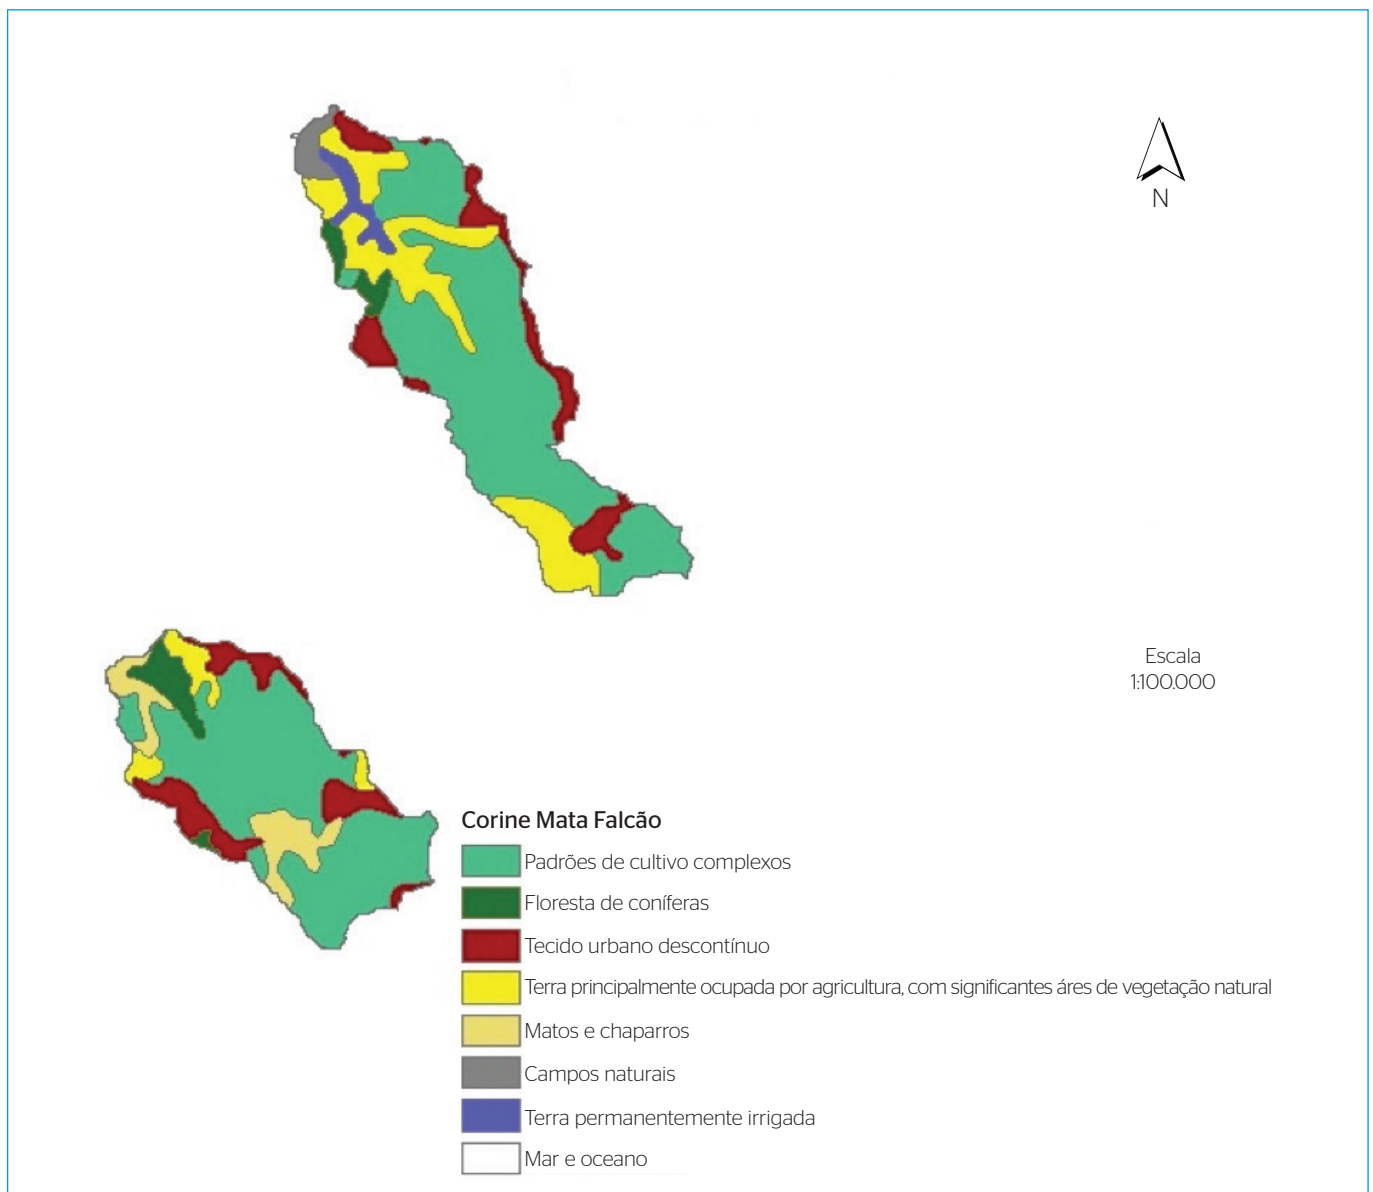 N
Escala
1:100.000
Corine Mata Falcão
Padrões de cultivo complexos
Floresta de coníferas
Tecido urbano descontínuo
Terra principalmente ocupada por agricultura, com significantes áres de vegetação natural
Matos e chaparros
Campos naturais
Terra permanentemente irrigada
Mar e oceano